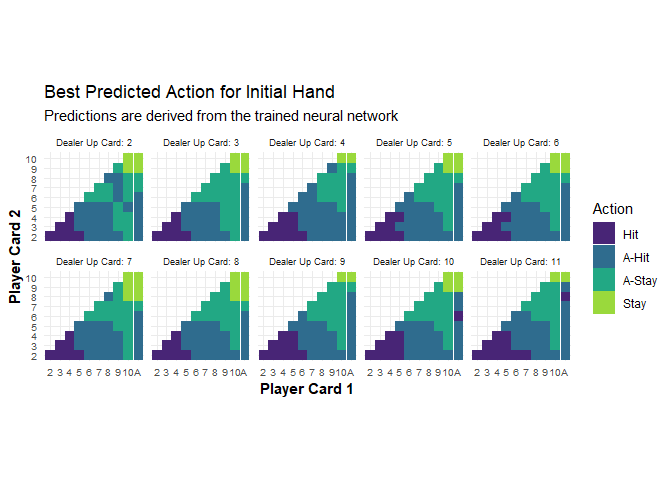 Best Predicted Action for Initial Hand
Predictions are derived from the trained neural network
Dealer Up Card: 2 Dealer Up Card: 3 Dealer Up Card: 4 Dealer Up Card: 5 Dealer Up Card: 6
10
9
8
7
6
5
4
3
2
Dealer Up Card: 7 Dealer Up Card: 8 Dealer Up Card: 9 Dealer Up Card: 10 Dealer Up Card: 11
10
9
8
7
6
5
4
3
2
2 3 4 5 6 7 8 9 10 A 2 3 4 5 6 7 8 9 10 A 2 3 4 5 6 7 8 9 10 A 2 3 4 5 6 7 8 9 10 A 2 3 4 5 6 7 8 9 10 A
Player Card 1
Player Card 2
Action
Hit
A-Hit
A-Stay
Stay